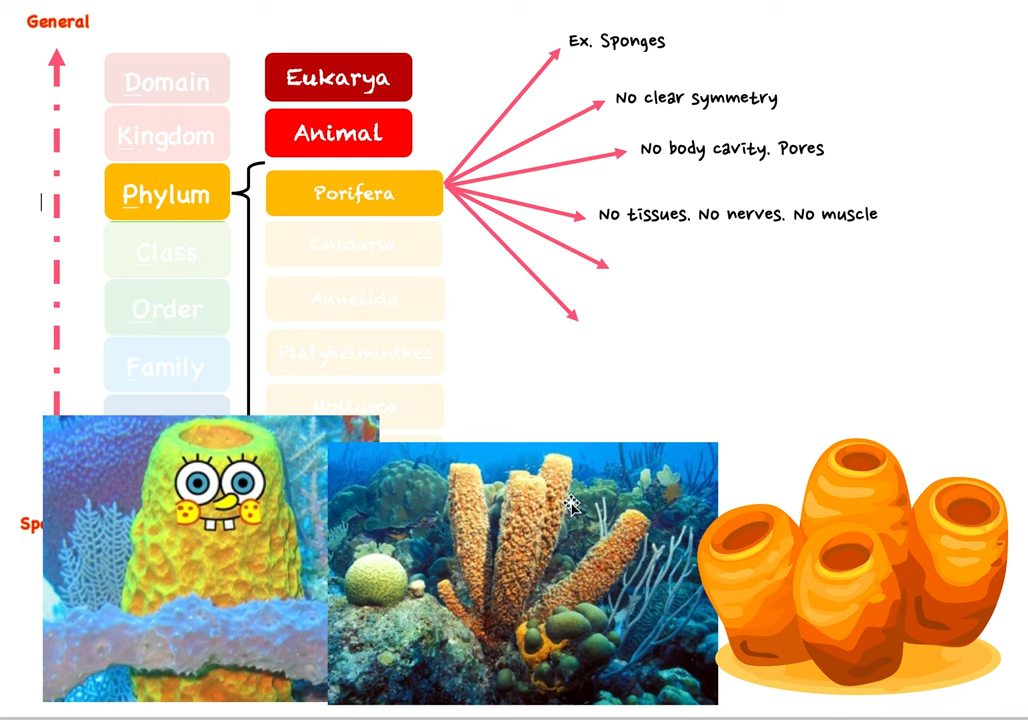 General
Domain
Eukarya
Ex. Sponges
Kingdom
Animal
No clear symmetry
Phylum
Porifera
No body cavity. Pores
No tissues. No nerves. No muscle
Class
Cnidaria
Order
Annelida
Family
Platyhelminthes
Mollusca